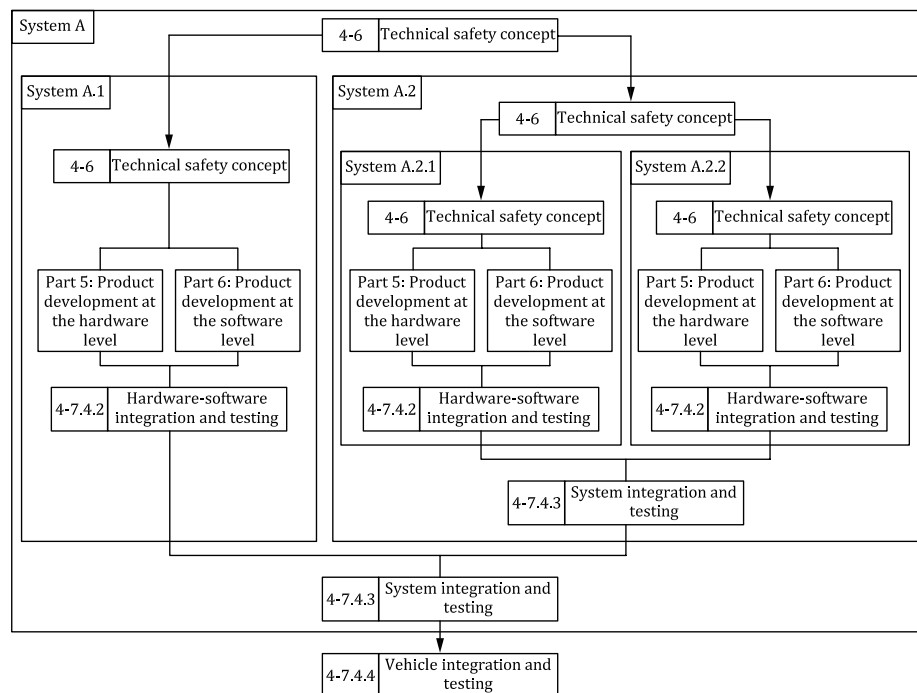 System A
4-6 Technical safety concept
System A.1
System A.2
4-6 Technical safety concept
4-6 Technical safety concept
System A.2.1
System A.2.2
4-6 Technical safety concept
4-6 Technical safety concept
Part 5: Product
development at
the hardware
level
Part 6: Product
development at
the software
level
Part 5: Product
development at
the hardware
level
Part 6: Product
development at
the software
level
Part 5: Product
development at
the hardware
level
Part 6: Product
development at
the software
level
4-7.4.2
Hardware-software
integration and testing
4-7.4.2
Hardware-software
integration and testing
4-7.4.2
Hardware-software
integration and testing
4-7.4.3
System integration and
testing
4-7.4.3
System integration and
testing
4-7.4.4
Vehicle integration and
testing